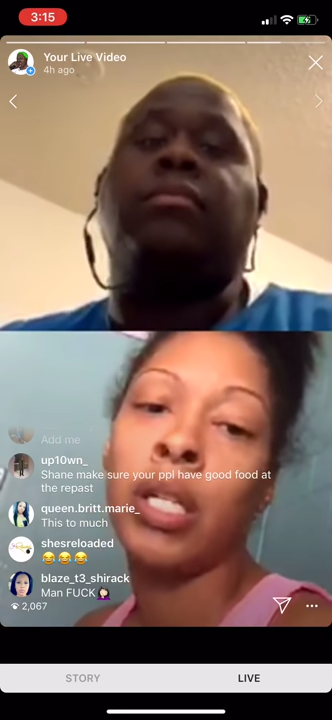 3:15
Your Live Video
4h ago
Add me
up10wn_
Shane make sure your ppl have good food at
the repast
queen.britt.marie_
This to much
shesreloaded
😂😂😂
blaze_t3_shirack
Man FUCK🤦🏻‍♀️
2,067
STORY LIVE